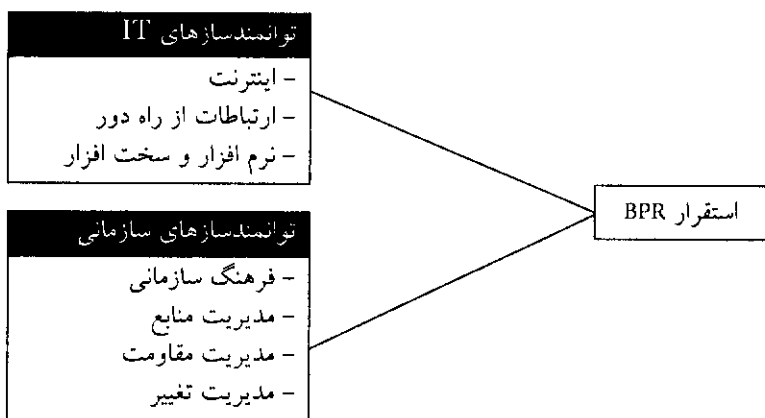 توانمندسازهای IT
- اینترنت
- ارتباطات از راه دور
- نرم افزار و سخت افزار
استقرار BPR
توانمندسازهای سازمانی
- فرهنگ سازمانی
- مدیریت منابع
- مدیریت مقاومت
- مدیریت تغییر